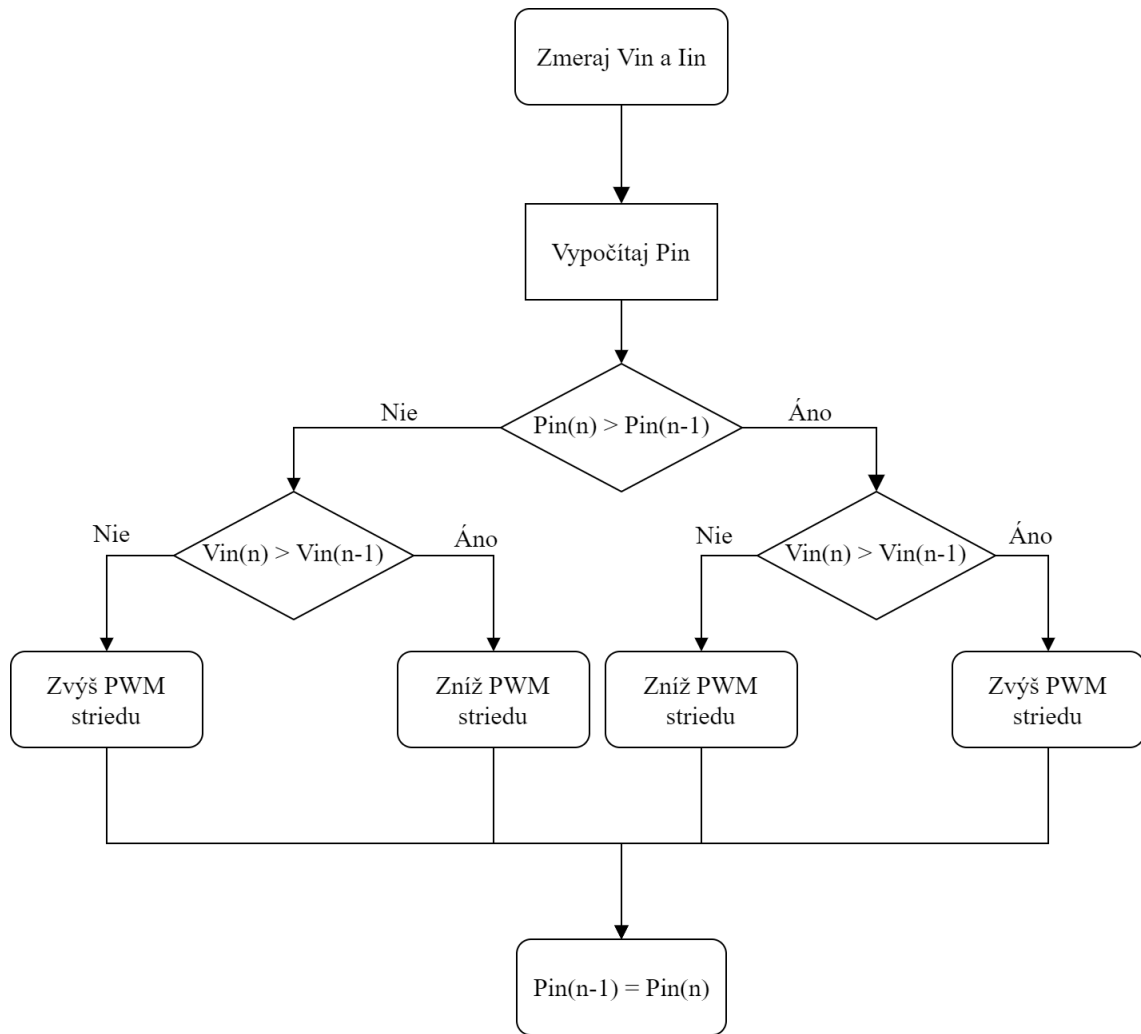 Zmeraj Vin a Iin
Vypočítaj Pin
Pin(n) > Pin(n-1)
Nie
Áno
Vin(n) > Vin(n-1)
Nie
Áno
Vin(n) > Vin(n-1)
Nie
Áno
Zvýš PWM
striedu
Zníž PWM
striedu
Zníž PWM
striedu
Zvýš PWM
striedu
Pin(n-1) = Pin(n)